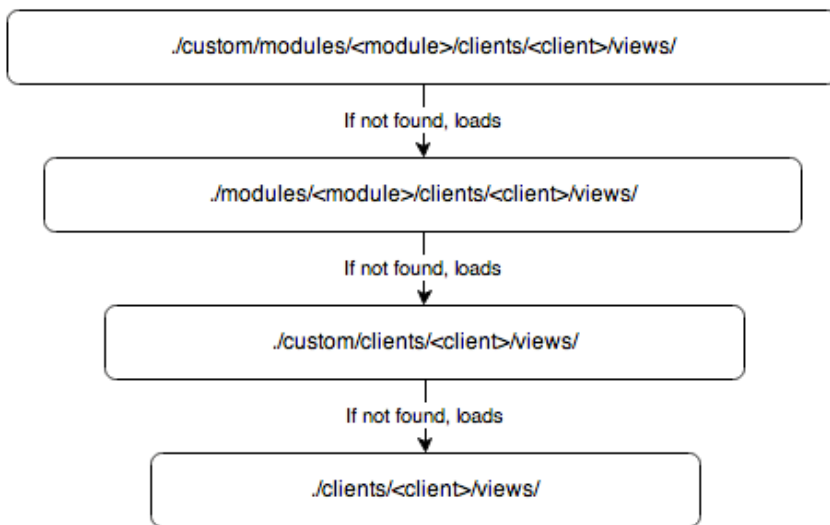 ./custom/modules/<module>/clients/<client>/views/
If not found, loads
./modules/<module>/clients/<client>/views/
If not found, loads
./custom/clients/<client>/views/
If not found, loads
./clients/<client>/views/